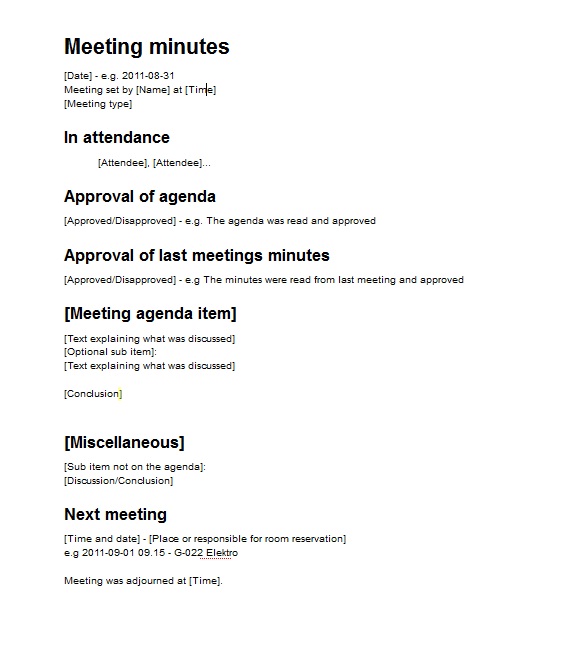 Meeting minutes
[Date] - e.g. 2011-08-31
Meeting set by [Name] at [Time]
[Meeting type]
In attendance
[Attendee], [Attendee]...
Approval of agenda
[Approved/Disapproved] - e.g. The agenda was read and approved
Approval of last meetings minutes
[Approved/Disapproved] - e.g The minutes were read from last meeting and approved
[Meeting agenda item]
[Text explaining what was discussed]
[Optional sub item]:
[Text explaining what was discussed]
[Conclusion]
[Miscellaneous]
[Sub item not on the agenda]:
[Discussion/Conclusion]
Next meeting
[Time and date] - [Place or responsible for room reservation]
e.g 2011-09-01 09.15 - G-022 Elektro
Meeting was adjourned at [Time].